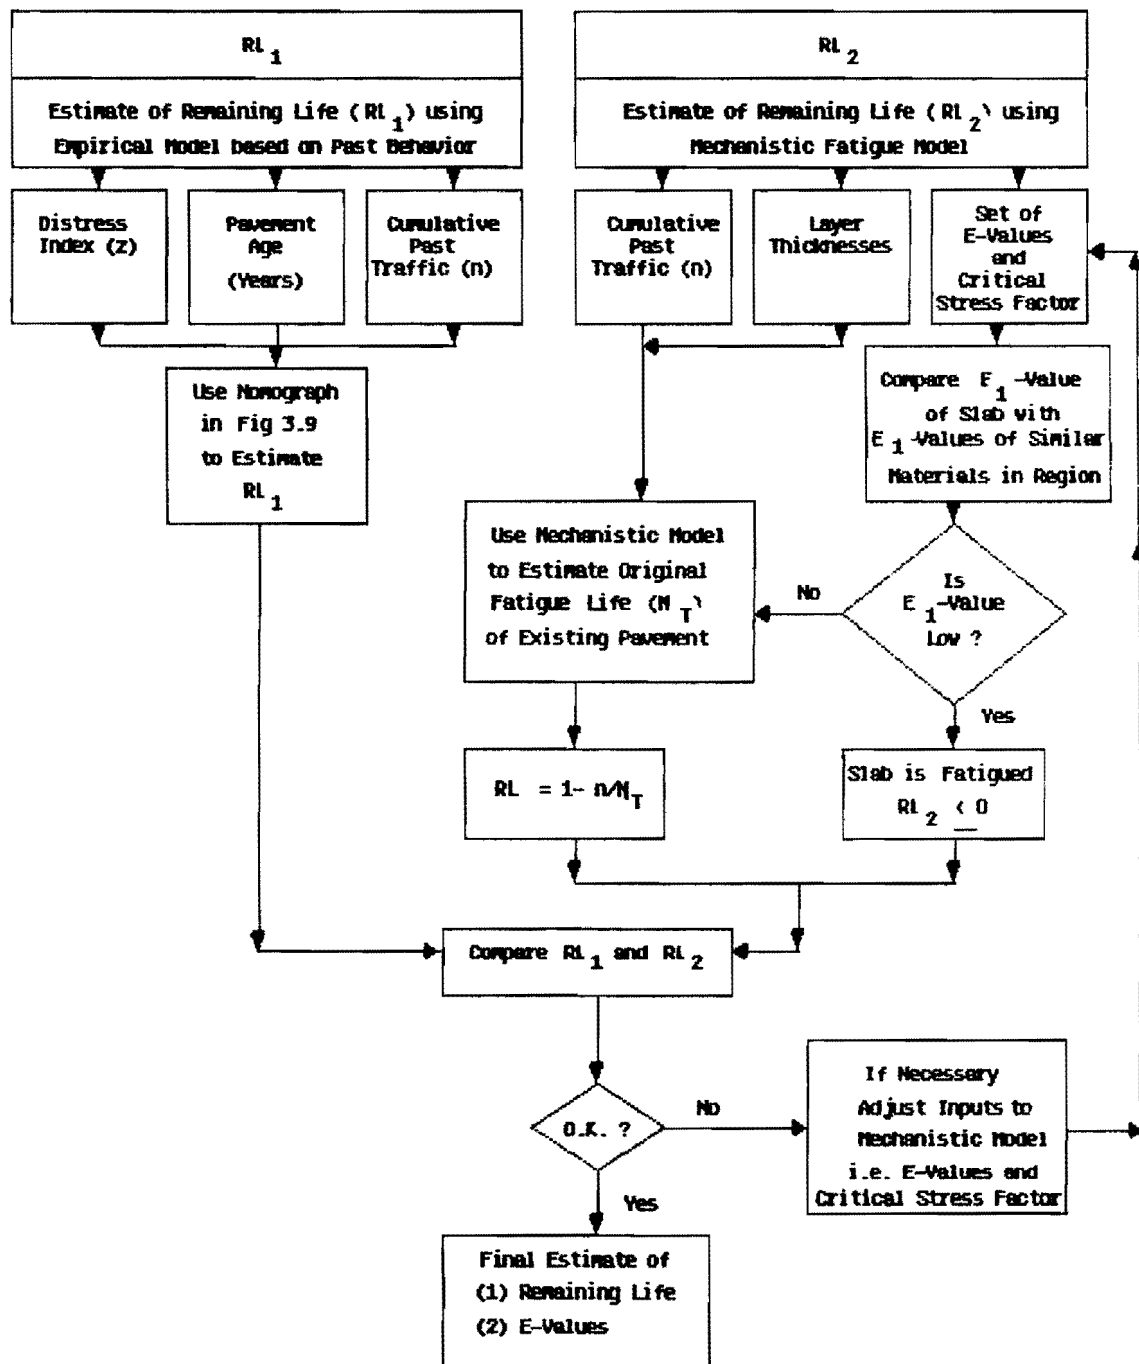 RL 1
Estimate of Remaining Life (RL 1) using
Empirical Model based on Past Behavior
Distress
Index (z)
Pavement
Age
(Years)
Cumulative
Past
Traffic (n)
Use Nomograph
in Fig 3.9
to Estimate
RL 1
RL 2
Estimate of Remaining Life (RL 2) using
Mechanistic Fatigue Model
Cumulative
Past
Traffic (n)
Layer
Thicknesses
Set of
E-Values
and
Critical
Stress Factor
Compare E 1 -Value
of Slab with
E 1 -Values of Similar
Materials in Region
Use Mechanistic Model
to Estimate Original
Fatigue Life (N T)
of Existing Pavement
No
Is
E 1 -Value
Low ?
Yes
RL = 1- n/N T
Slab is Fatigued
RL 2 < 0
Compare RL 1 and RL 2
O.K. ?
No
If Necessary
Adjust Inputs to
Mechanistic Model
i.e. E-Values and
Critical Stress Factor
Yes
Final Estimate of
(1) Remaining Life
(2) E-Values